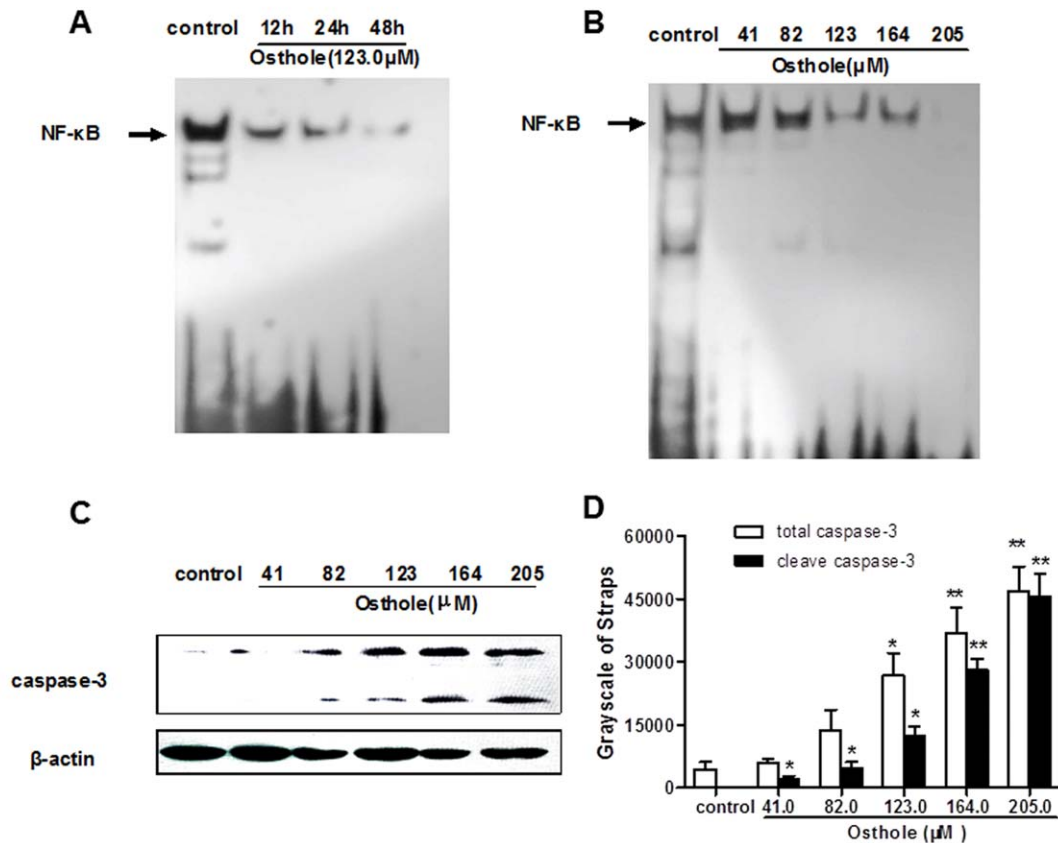 A
control 12h 24h 48h
Osthole(123.0μM)
NF-κB
B
control 41 82 123 164 205
Osthole(μM)
NF-κB
C
control 41 82 123 164 205
Osthole(μM)
caspase-3
β-actin
D
total caspase-3
cleave caspase-3
Grayscale of Straps
60000
45000
30000
15000
0
* * * * ** ** ** **
control 41.0 82.0 123.0 164.0 205.0
Osthole (μM )